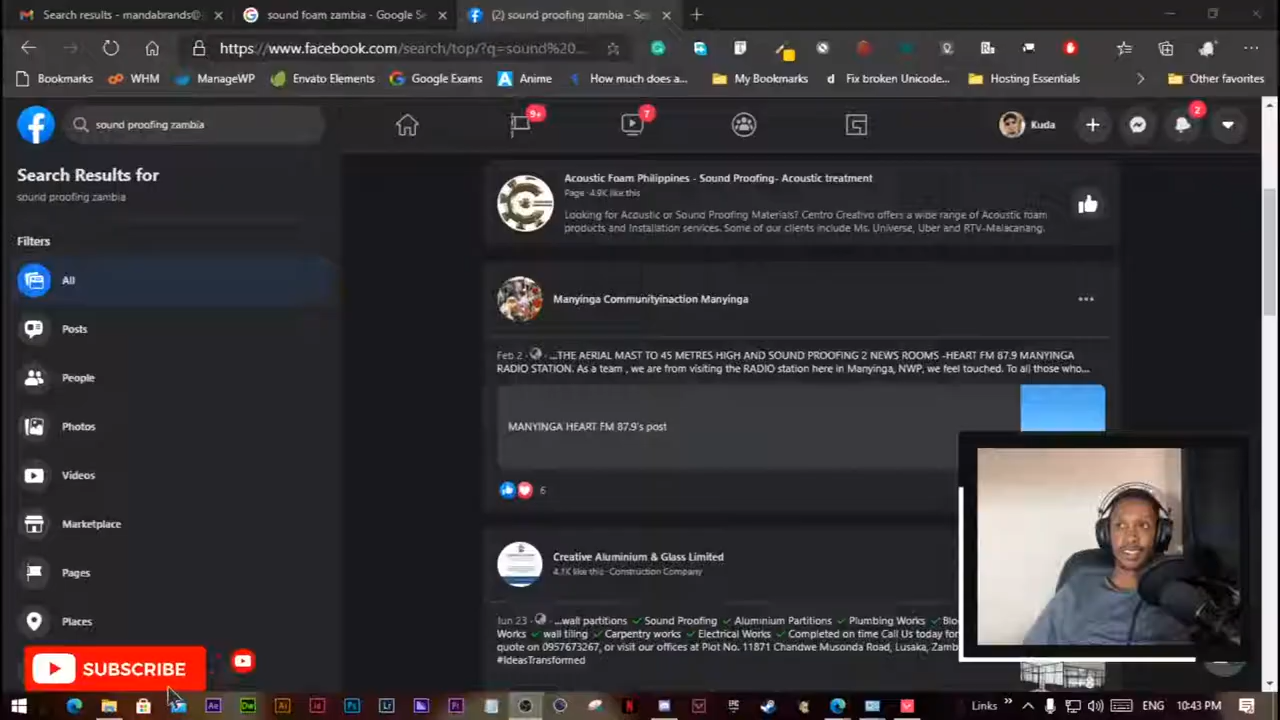 Search results - mandabrands@
sound foam zambia - Google Se
(2) sound proofing zambia - Sea
https://www.facebook.com/search/top/?q=sound%20...
Bookmarks
WHM
ManageWP
Envato Elements
Google Exams
Anime
How much does a...
My Bookmarks
Fix broken Unicode...
Hosting Essentials
Other favorites
sound proofing zambia
9+
7
Kuda
2
Search Results for
sound proofing zambia
Filters
All
Posts
People
Photos
Videos
Marketplace
Pages
Places
Acoustic Foam Philippines - Sound Proofing- Acoustic treatment
Page · 4.9K like this
Looking for Acoustic or Sound Proofing Materials? Centro Creativo offers a wide range of Acoustic foam
products and Installation services. Some of our clients include Ms. Universe, Uber and RTV-Malacanang.
Manyinga Communityinaction Manyinga
Feb 2 · ...THE AERIAL MAST TO 45 METRES HIGH AND SOUND PROOFING 2 NEWS ROOMS -HEART FM 87.9 MANYINGA
RADIO STATION. As a team , we are from visiting the RADIO station here in Manyinga, NWP, we feel touched. To all those who...
MANYINGA HEART FM 87.9's post
6
Creative Aluminium & Glass Limited
4.1K like this · Construction Company
Jun 23 · ...wall partitions ✓ Sound Proofing ✓ Aluminium Partitions ✓ Plumbing Works ✓ Blo
Works ✓ wall tiling ✓ Carpentry works ✓ Electrical Works ✓ Completed on time Call Us today for
quote on 0957673267, or visit our offices at Plot No. 11871 Chandwe Musonda Road, Lusaka, Zamb
#IdeasTransformed
+8
SUBSCRIBE
Links
ENG
10:43 PM